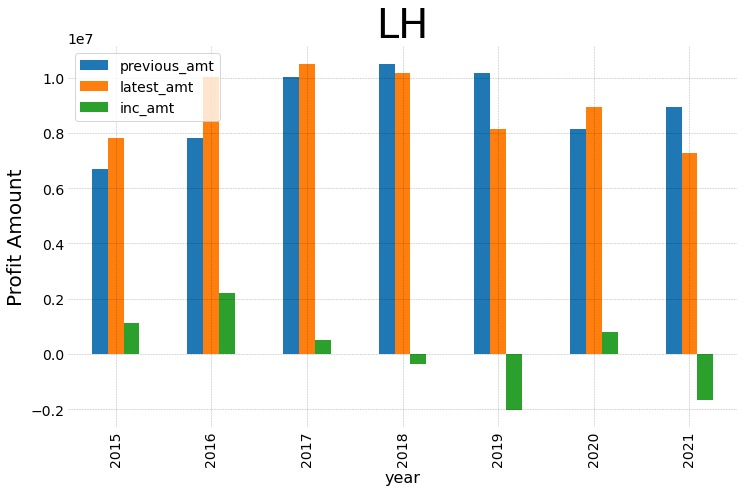 LH
1e7
previous_amt
latest_amt
inc_amt
Profit Amount
1.0
0.8
0.6
0.4
0.2
0.0
−0.2
2015 2016 2017 2018 2019 2020 2021
year